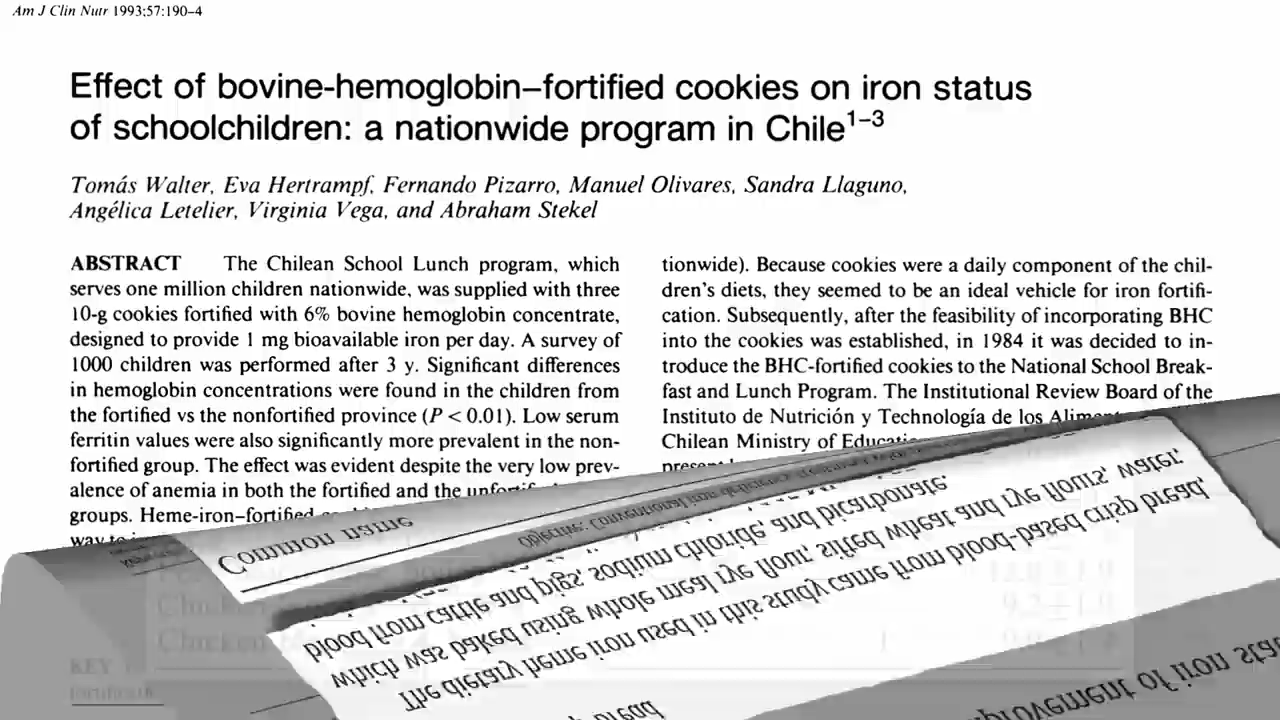 Am J Clin Nutr 1993;57:190–4
Effect of bovine-hemoglobin–fortified cookies on iron status
of schoolchildren: a nationwide program in Chile1–3
Tomás Walter, Eva Hertrampf, Fernando Pizarro, Manuel Olivares, Sandra Llaguno,
Angélica Letelier, Virginia Vega, and Abraham Stekel
ABSTRACT The Chilean School Lunch program, which
serves one million children nationwide, was supplied with three
10-g cookies fortified with 6% bovine hemoglobin concentrate,
designed to provide 1 mg bioavailable iron per day. A survey of
1000 children was performed after 3 y. Significant differences
in hemoglobin concentrations were found in the children from
the fortified vs the nonfortified province (P < 0.01). Low serum
ferritin values were also significantly more prevalent in the non-
fortified group. The effect was evident despite the very low prev-
alence of anemia in both the fortified and the
groups. Heme-iron–fortified
tionwide). Because cookies were a daily component of the chil-
dren's diets, they seemed to be an ideal vehicle for iron fortifi-
cation. Subsequently, after the feasibility of incorporating BHC
into the cookies was established, in 1984 it was decided to in-
troduce the BHC-fortified cookies to the National School Break-
fast and Lunch Program. The Institutional Review Board of the
Instituto de Nutrición y Technología de los
Chilean Ministry of
Common name
Objective: Conventional iron deficiency
The dietary heme iron used in this study came from blood-based crisp bread,
which was baked using whole meal rye flour, sifted wheat and rye flours, water,
blood from cattle and pigs, sodium chloride, and bicarbonate.
bread
of iron
Chicken
Chicken
KEY